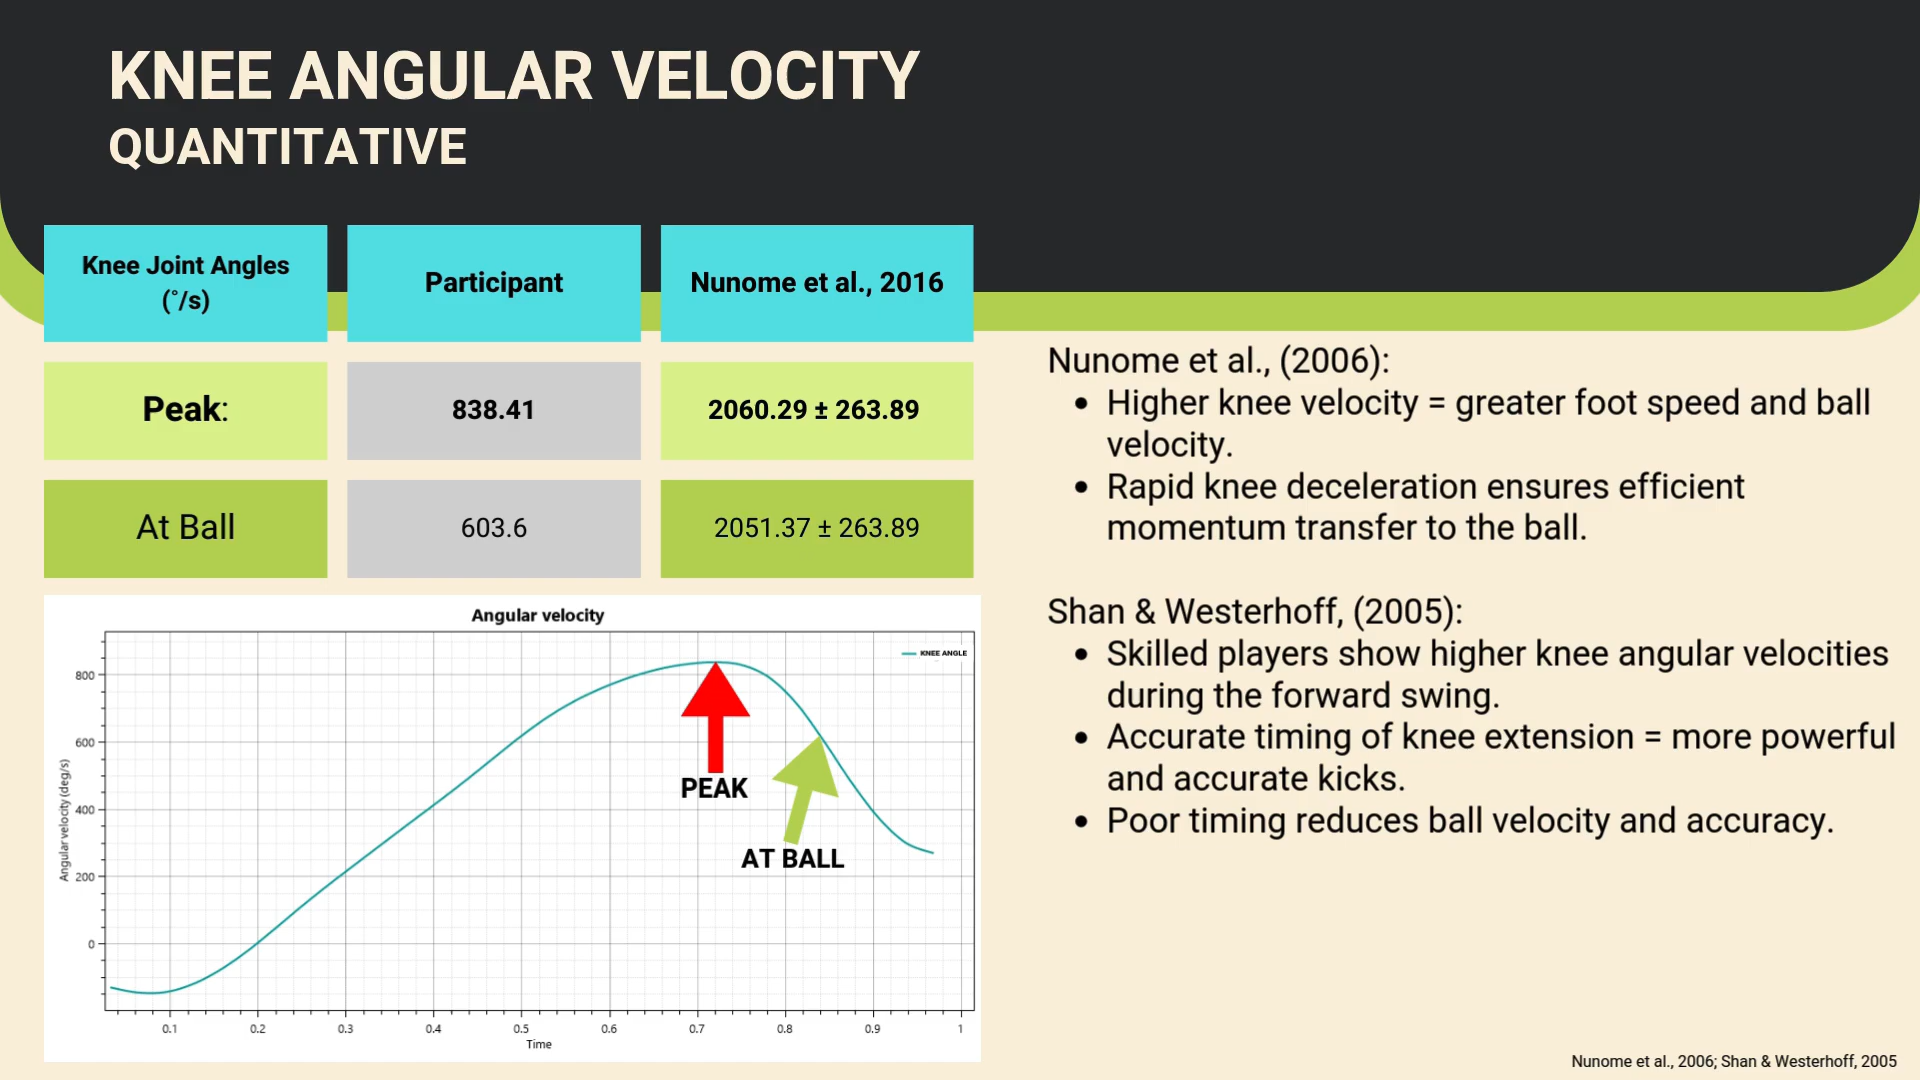 KNEE ANGULAR VELOCITY
QUANTITATIVE
Knee Joint Angles
(˚/s)
Participant
Nunome et al., 2016
Peak:
838.41
2060.29 ± 263.89
At Ball
603.6
2051.37 ± 263.89
Angular velocity
KNEE ANGLE
800
600
400
200
0
Angular velocity (deg/s)
PEAK
AT BALL
0.1 0.2 0.3 0.4 0.5 0.6 0.7 0.8 0.9 1
Time
Nunome et al., (2006):
• Higher knee velocity = greater foot speed and ball
velocity.
• Rapid knee deceleration ensures efficient
momentum transfer to the ball.
Shan & Westerhoff, (2005):
• Skilled players show higher knee angular velocities
during the forward swing.
• Accurate timing of knee extension = more powerful
and accurate kicks.
• Poor timing reduces ball velocity and accuracy.
Nunome et al., 2006; Shan & Westerhoff, 2005